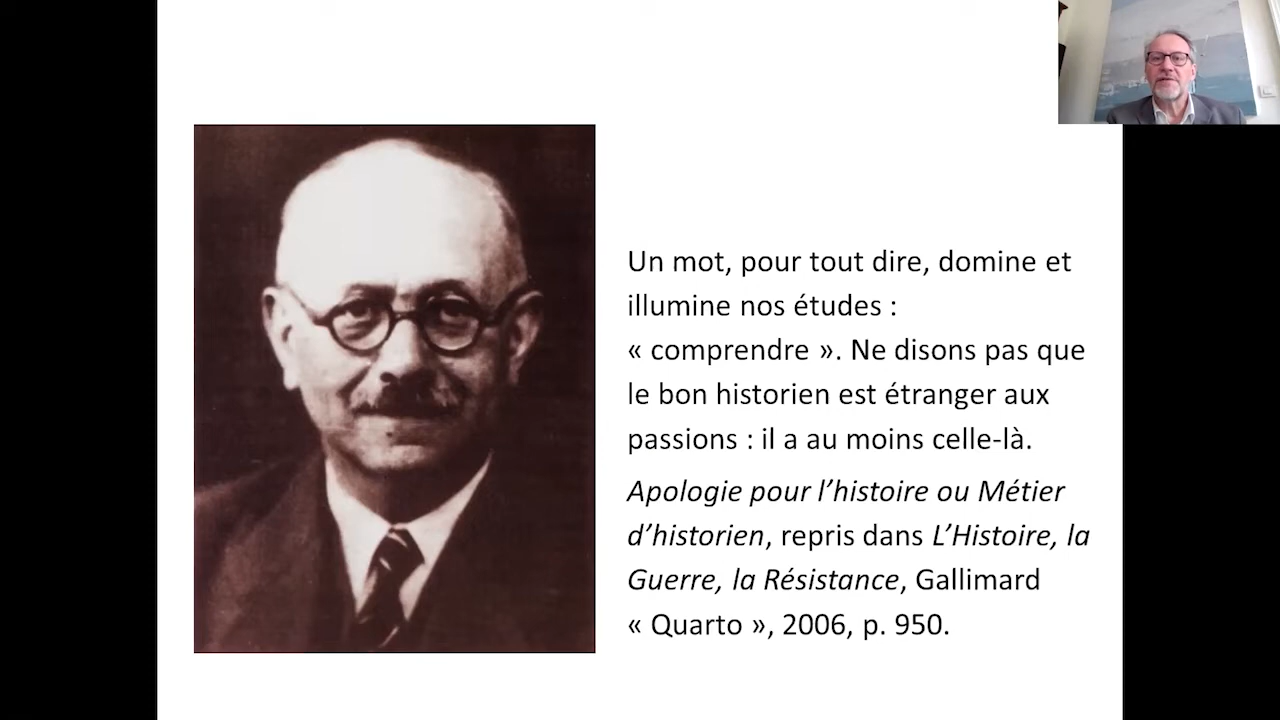 Un mot, pour tout dire, domine et
illumine nos études :
« comprendre ». Ne disons pas que
le bon historien est étranger aux
passions : il a au moins celle-là.
Apologie pour l’histoire ou Métier
d’historien, repris dans L’Histoire, la
Guerre, la Résistance, Gallimard
« Quarto », 2006, p. 950.